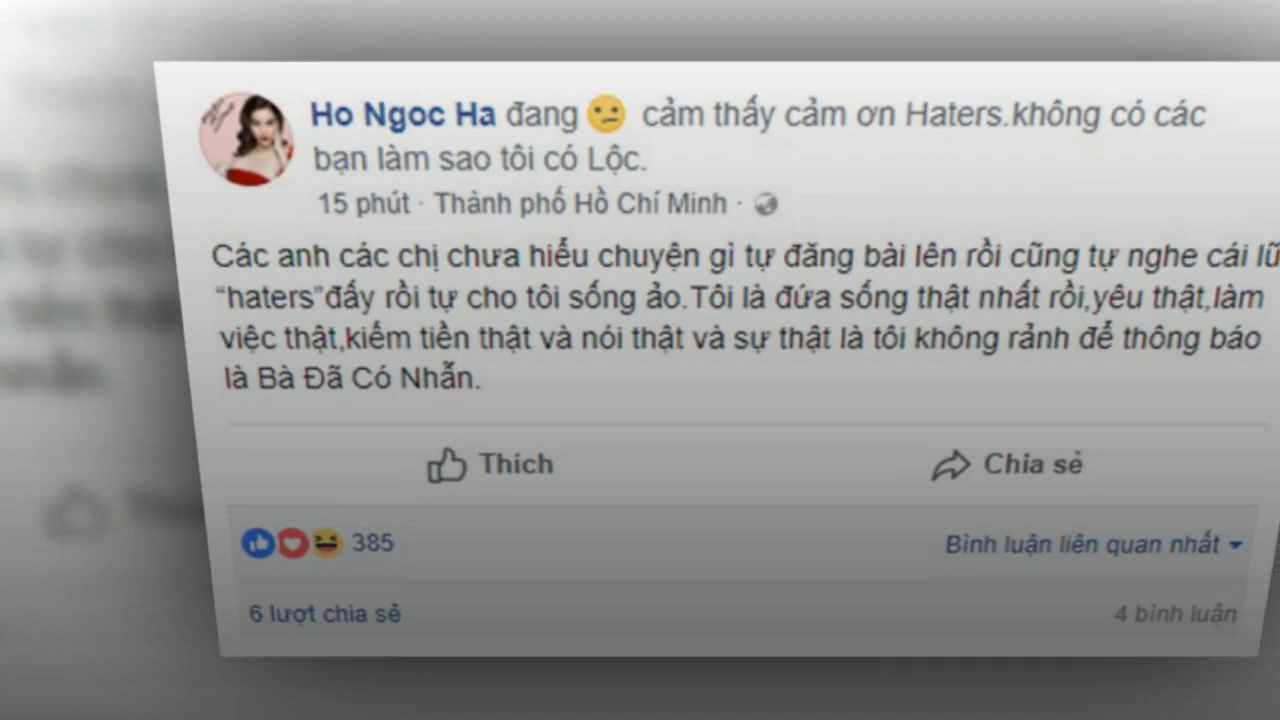 Ho Ngoc Ha đang cảm thấy cảm ơn Haters.không có các
bạn làm sao tôi có Lộc.
15 phút · Thành phố Hồ Chí Minh ·
Các anh các chị chưa hiểu chuyện gì tự đăng bài lên rồi cũng tự nghe cái lũ
“haters”đấy rồi tự cho tôi sống ảo.Tôi là đứa sống thật nhất rồi,yêu thật,làm
việc thật,kiếm tiền thật và nói thật và sự thật là tôi không rảnh để thông báo
là Bà Đã Có Nhẫn.
Thích
Chia sẻ
385
Bình luận liên quan nhất
6 lượt chia sẻ
4 bình luận